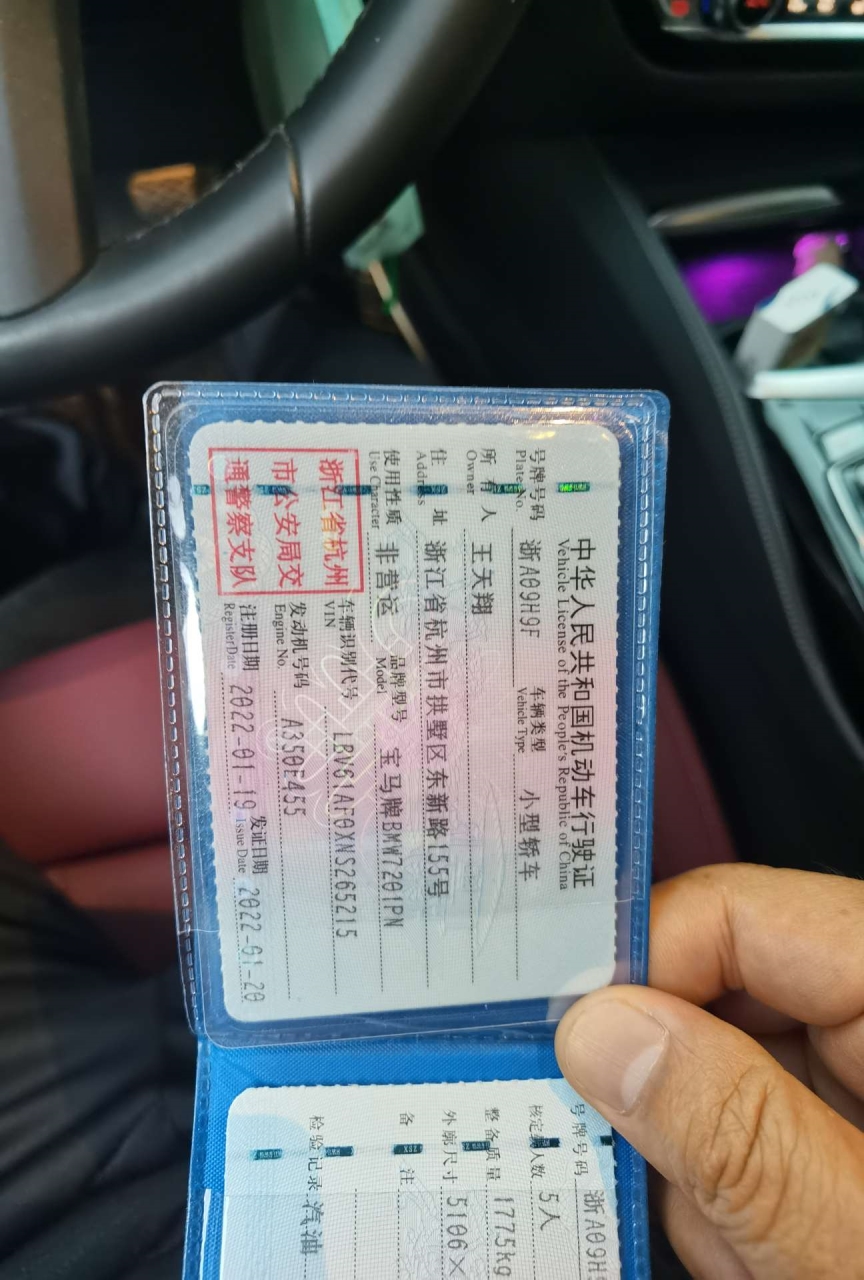 中华人民共和国机动车行驶证
Vehicle License of the People's Republic of China
号牌号码 浙A09H9F 车辆类型 小型轿车
Plate No. Vehicle Type
所有人 王天翔
Owner
住址 浙江省杭州市拱墅区东新路155号
Address
使用性质 非营运 品牌型号 宝马牌BMW7201PN
Use Character Model
浙江省杭州
市公安局交
通警察支队
车辆识别代号 LBV61AF0XNS265215
VIN
发动机号码 A350E455
Engine No.
注册日期 2022-01-19 发证日期 2022-01-20
Register Date Issue Date
号牌号码 浙A09H
核定载人数 5人
整备质量 1775kg
外廓尺寸 5106×
备注
检验记录 汽油